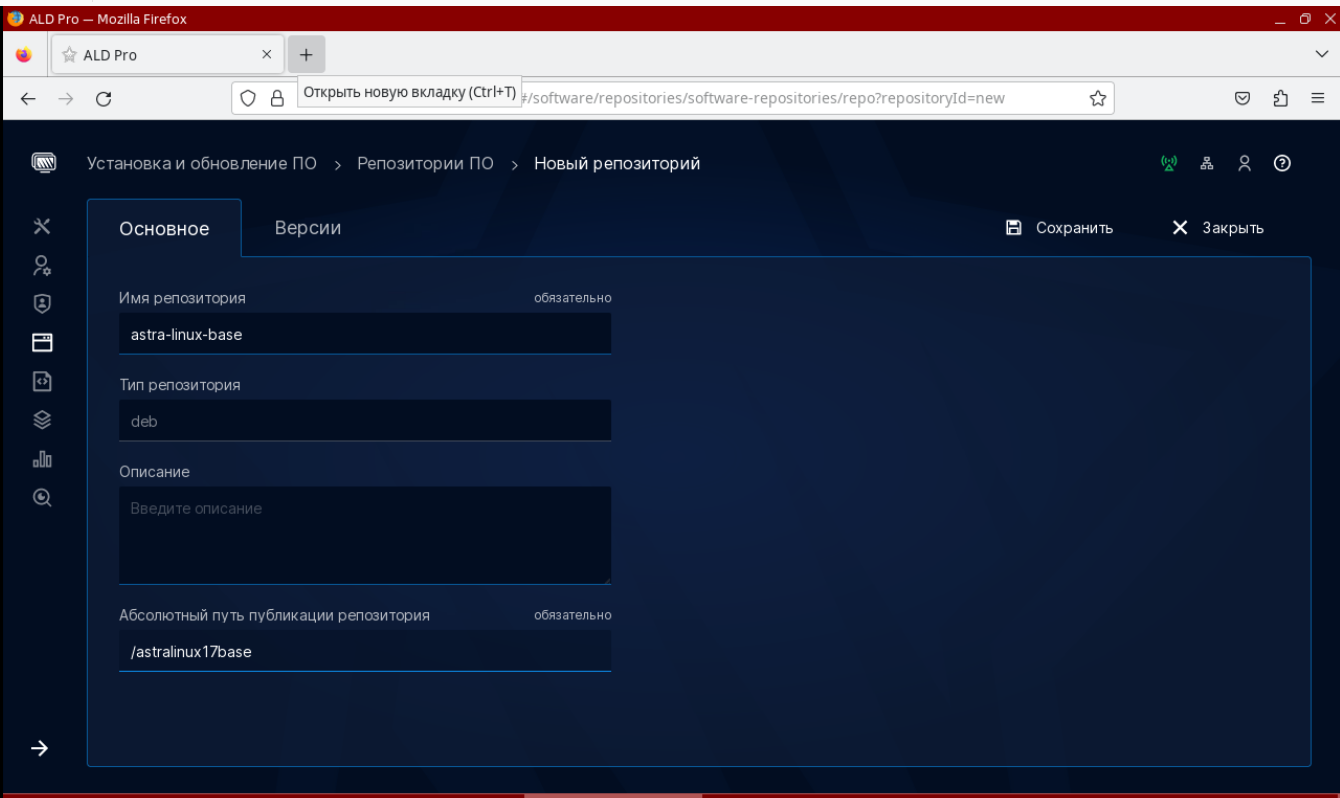 ALD Pro — Mozilla Firefox
ALD Pro
Открыть новую вкладку (Ctrl+T)
#/software/repositories/software-repositories/repo?repositoryId=new
Установка и обновление ПО > Репозитории ПО > Новый репозиторий
Основное Версии Сохранить Закрыть
Имя репозитория обязательно
astra-linux-base
Тип репозитория
deb
Описание
Введите описание
Абсолютный путь публикации репозитория обязательно
/astralinux17base